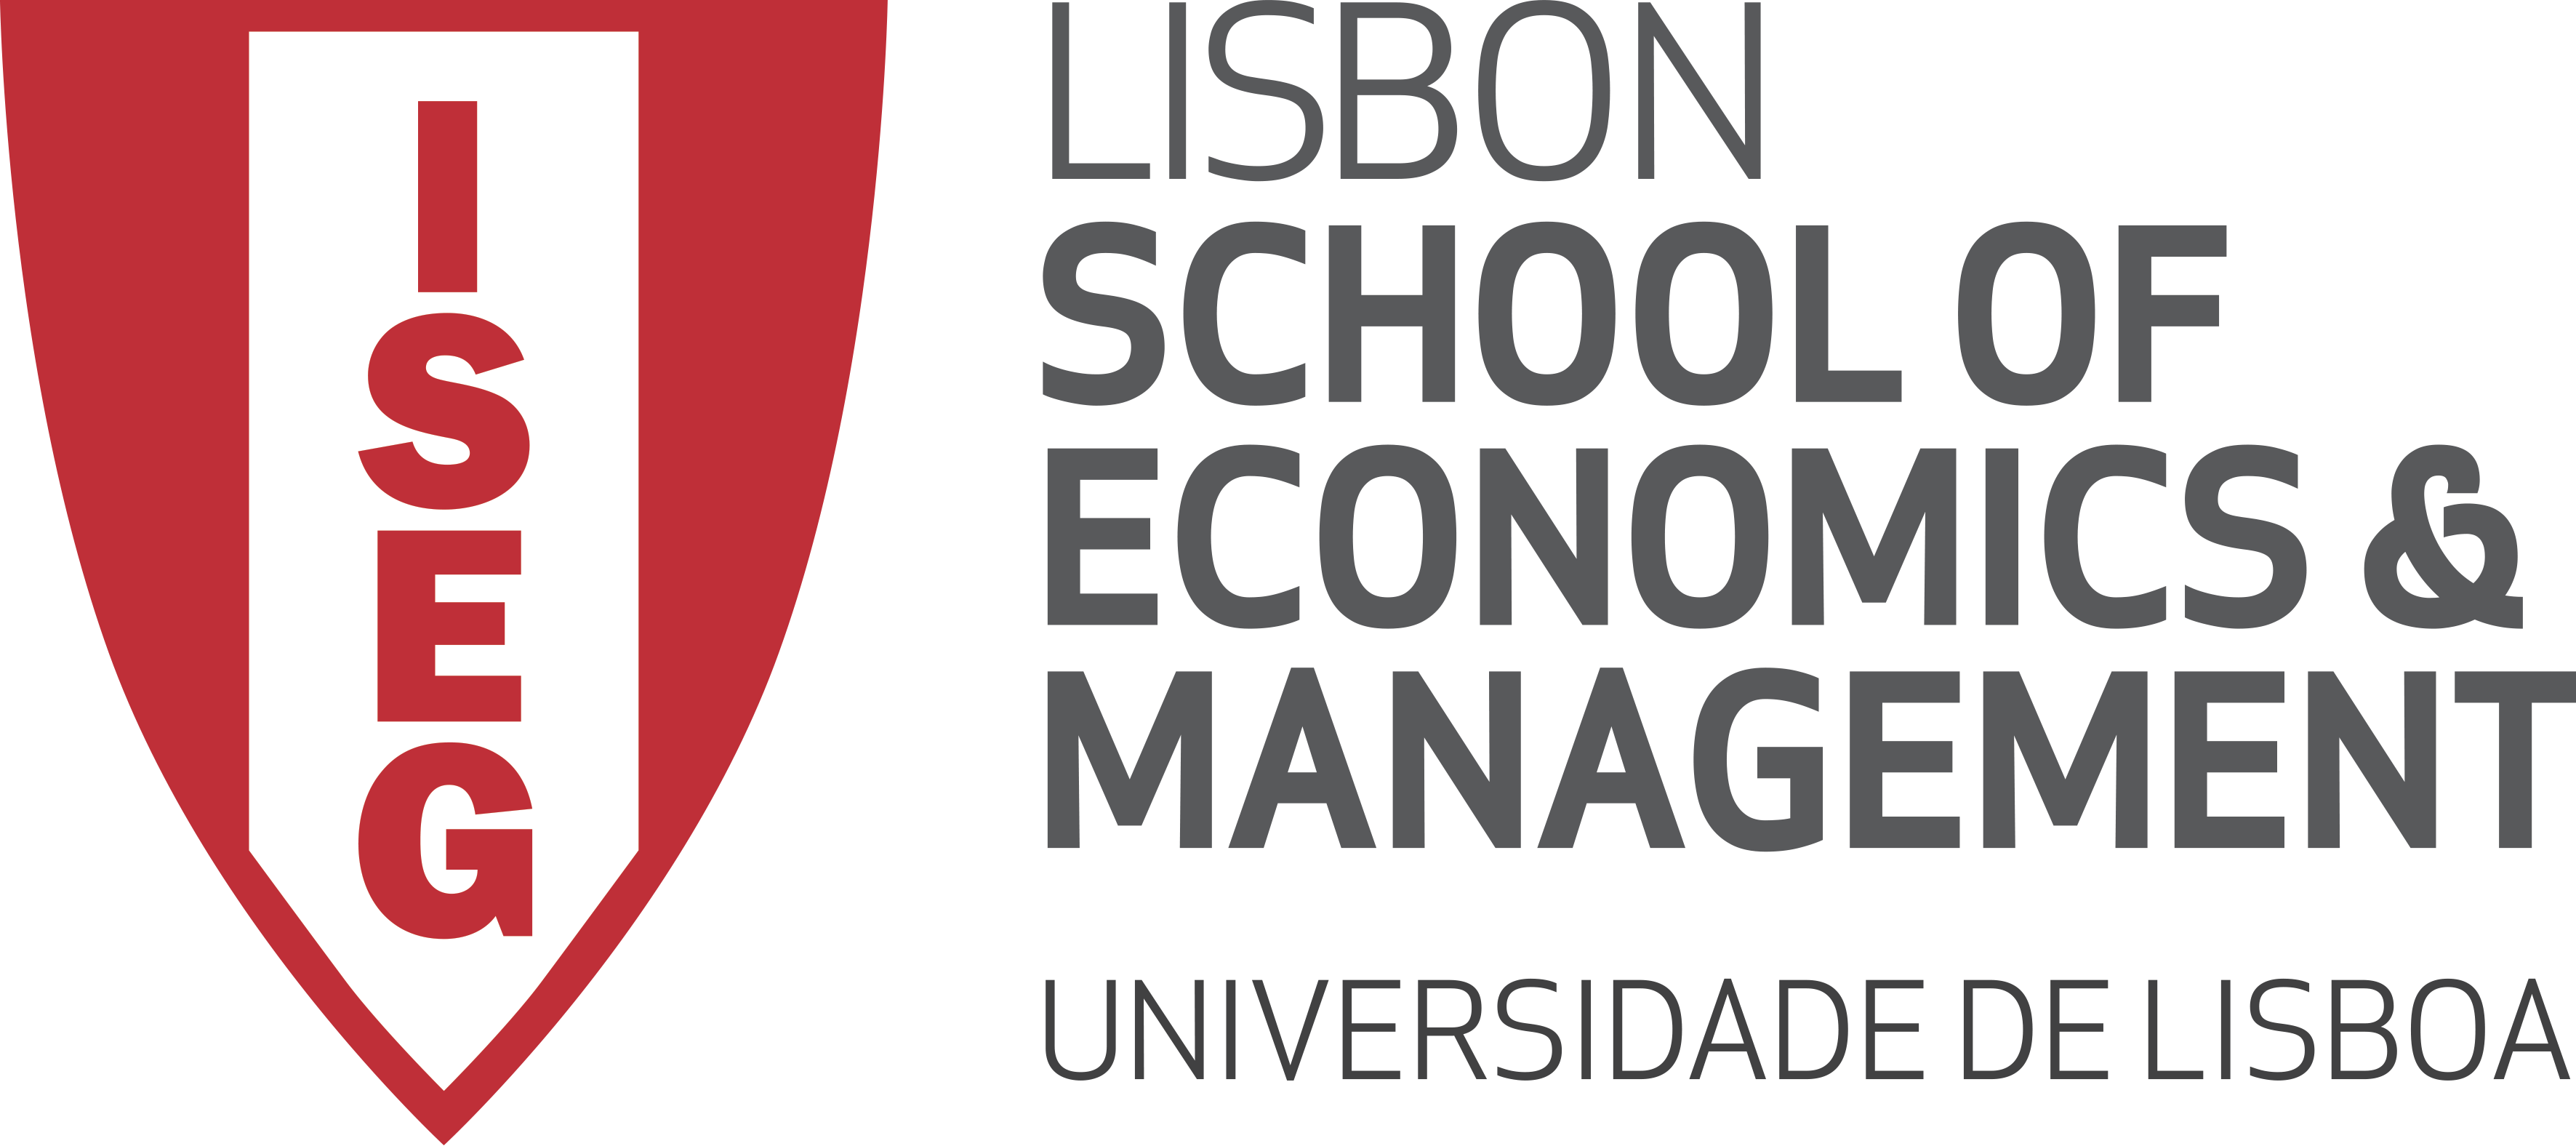 ISEG
LISBON
SCHOOL OF
ECONOMICS &
MANAGEMENT
UNIVERSIDADE DE LISBOA